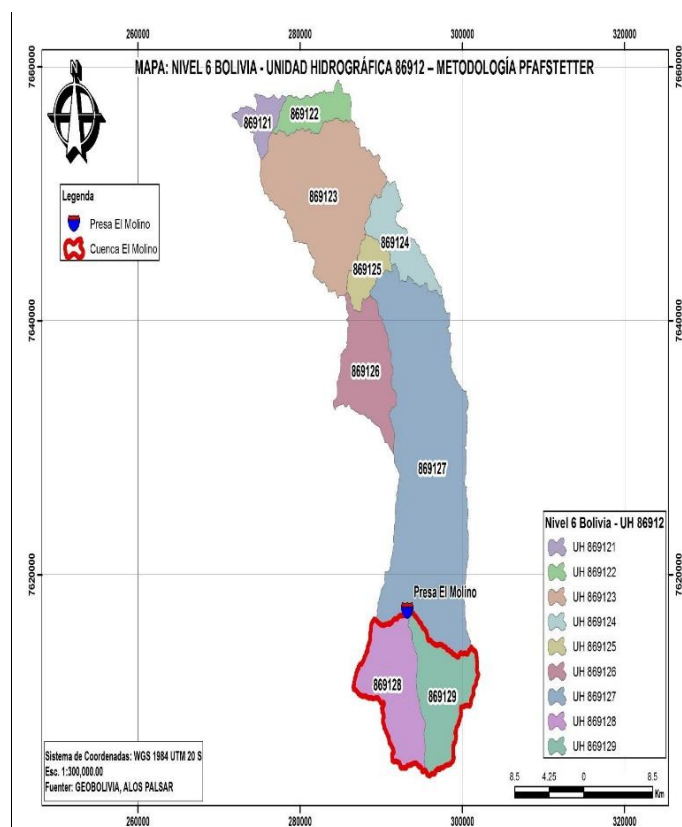 260000 280000 300000 320000
7660000 7660000
MAPA: NIVEL 6 BOLIVIA - UNIDAD HIDROGRÁFICA 86912 – METODOLOGÍA PFAFSTETTER
N
869121
869122
Legenda
Presa El Molino
Cuenca El Molino
869123
869124
869125
7640000 7640000
869126
869127
7620000 7620000
Presa El Molino
869128
869129
Nivel 6 Bolivia - UH 86912
UH 869121
UH 869122
UH 869123
UH 869124
UH 869125
UH 869126
UH 869127
UH 869128
UH 869129
Sistema de Coordenadas: WGS 1984 UTM 20 S
Esc. 1:300,000.00
Fuenter: GEOBOLIVIA, ALOS PALSAR
8.5 4.25 0 8.5
Km
260000 280000 300000 320000